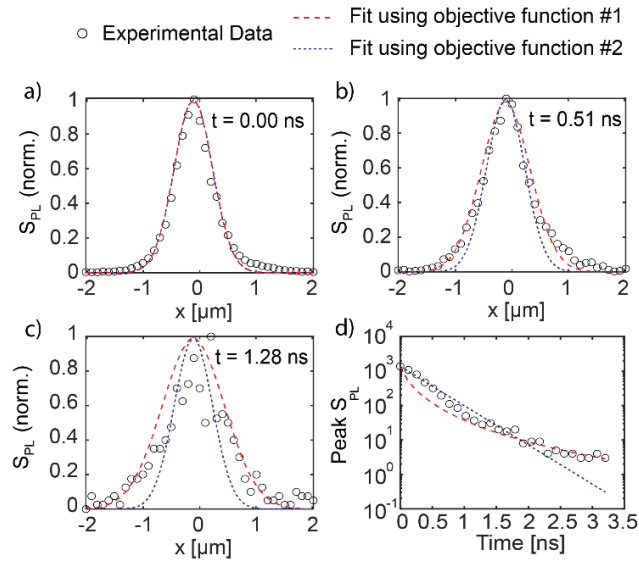 Experimental Data
Fit using objective function #1
Fit using objective function #2
a)
t = 0.00 ns
S_PL (norm.)
1
0.8
0.6
0.4
0.2
0
-2 -1 0 1 2
x [µm]
b)
t = 0.51 ns
S_PL (norm.)
1
0.8
0.6
0.4
0.2
0
-2 -1 0 1 2
x [µm]
c)
t = 1.28 ns
S_PL (norm.)
1
0.8
0.6
0.4
0.2
0
-2 -1 0 1 2
x [µm]
d)
Peak S_PL
10^4
10^3
10^2
10^1
10^0
10^-1
0 0.5 1 1.5 2 2.5 3 3.5
Time [ns]